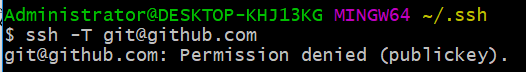 Administrator@DESKTOP-KHJ13KG MINGW64 ~/.ssh
$ ssh -T git@github.com
git@github.com: Permission denied (publickey).